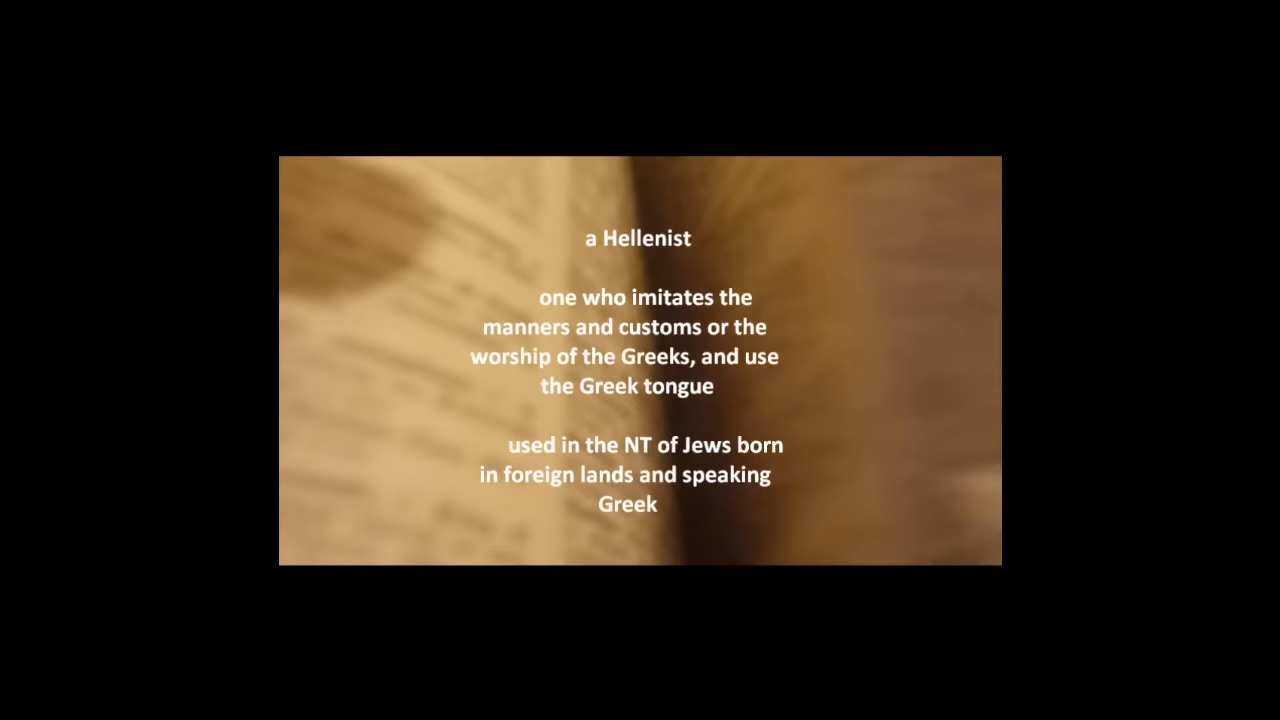 a Hellenist
one who imitates the
manners and customs or the
worship of the Greeks, and use
the Greek tongue
used in the NT of Jews born
in foreign lands and speaking
Greek